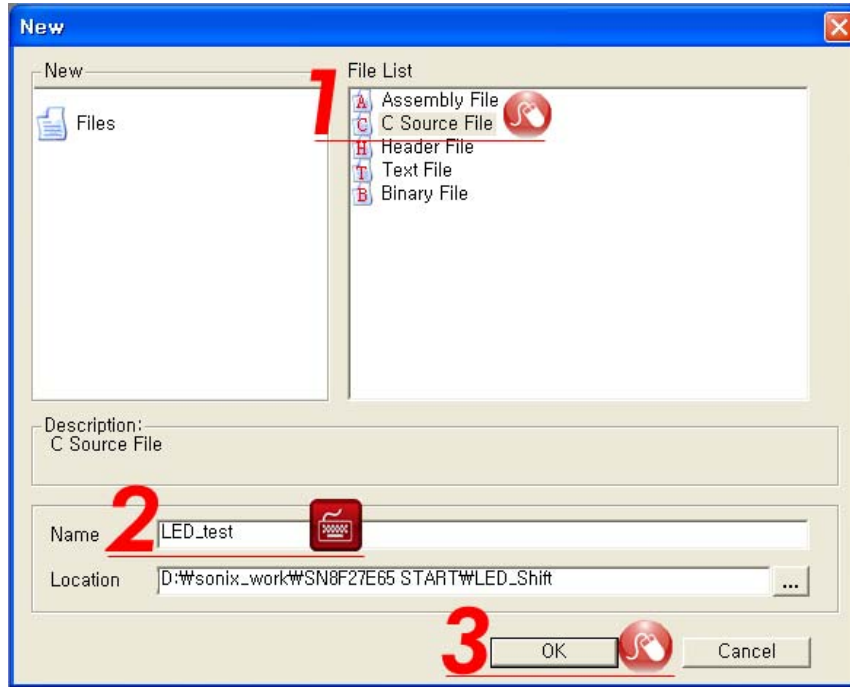 New
New
Files
1
File List
A Assembly File
C C Source File
H Header File
T Text File
B Binary File
Description:
C Source File
2
Name LED_test
Location D:₩sonix_work₩SN8F27E65 START₩LED_Shift ...
3
OK Cancel